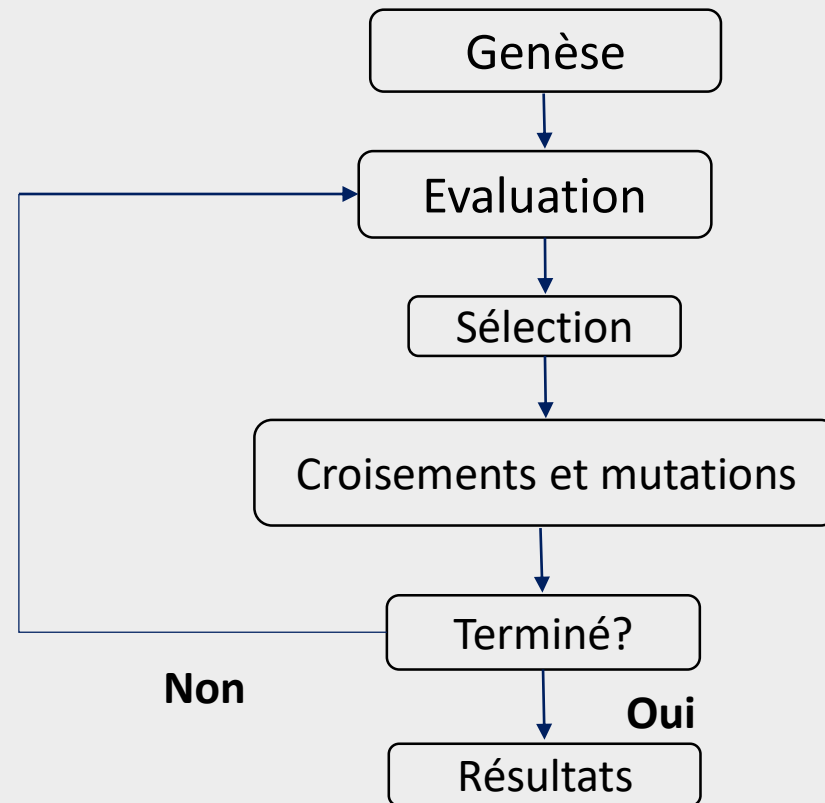 Genèse
Evaluation
Sélection
Croisements et mutations
Terminé?
Non
Oui
Résultats